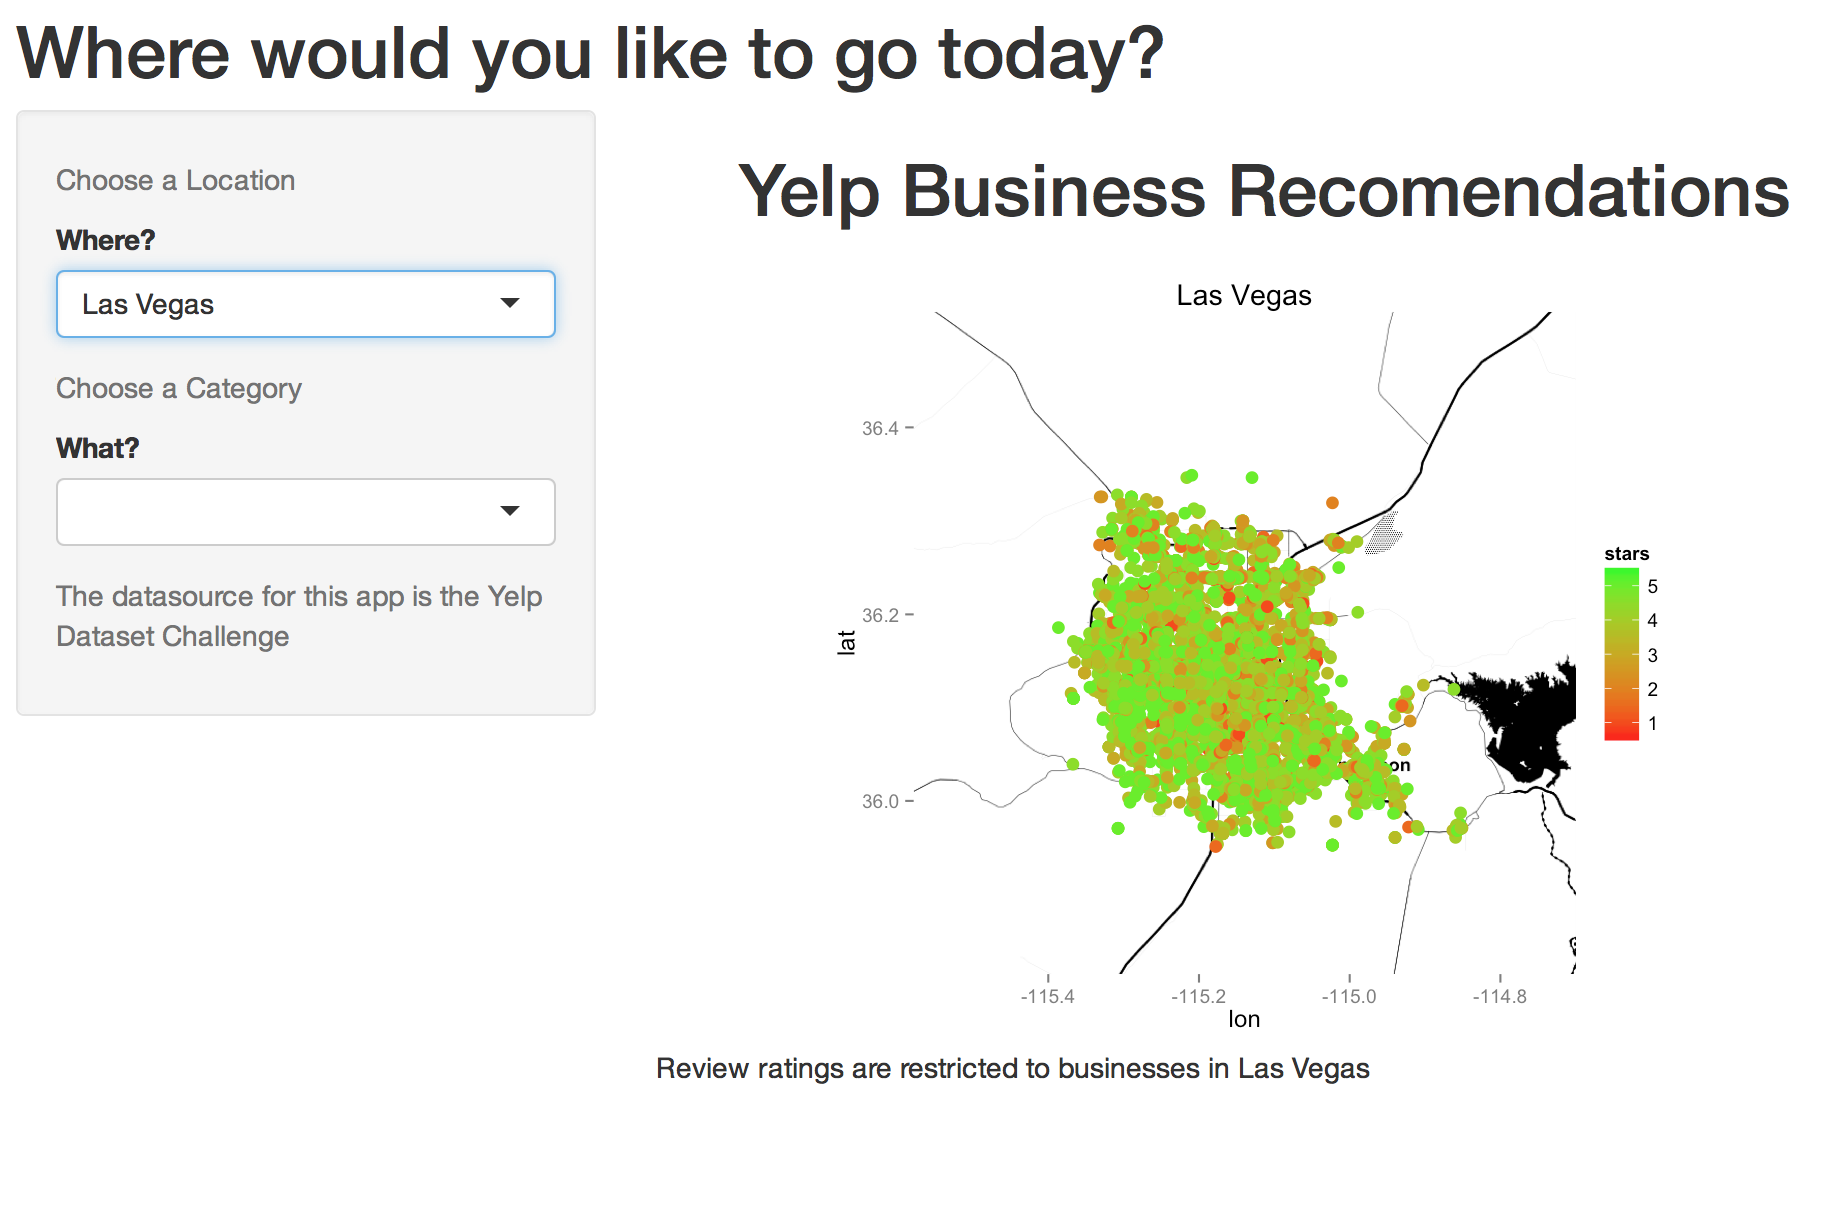 Where would you like to go today?
Choose a Location
Where?
Las Vegas
Choose a Category
What?
The datasource for this app is the Yelp
Dataset Challenge
Yelp Business Recomendations
Las Vegas
36.4
36.2
36.0
lat
-115.4
-115.2
-115.0
-114.8
lon
stars
5
4
3
2
1
Review ratings are restricted to businesses in Las Vegas